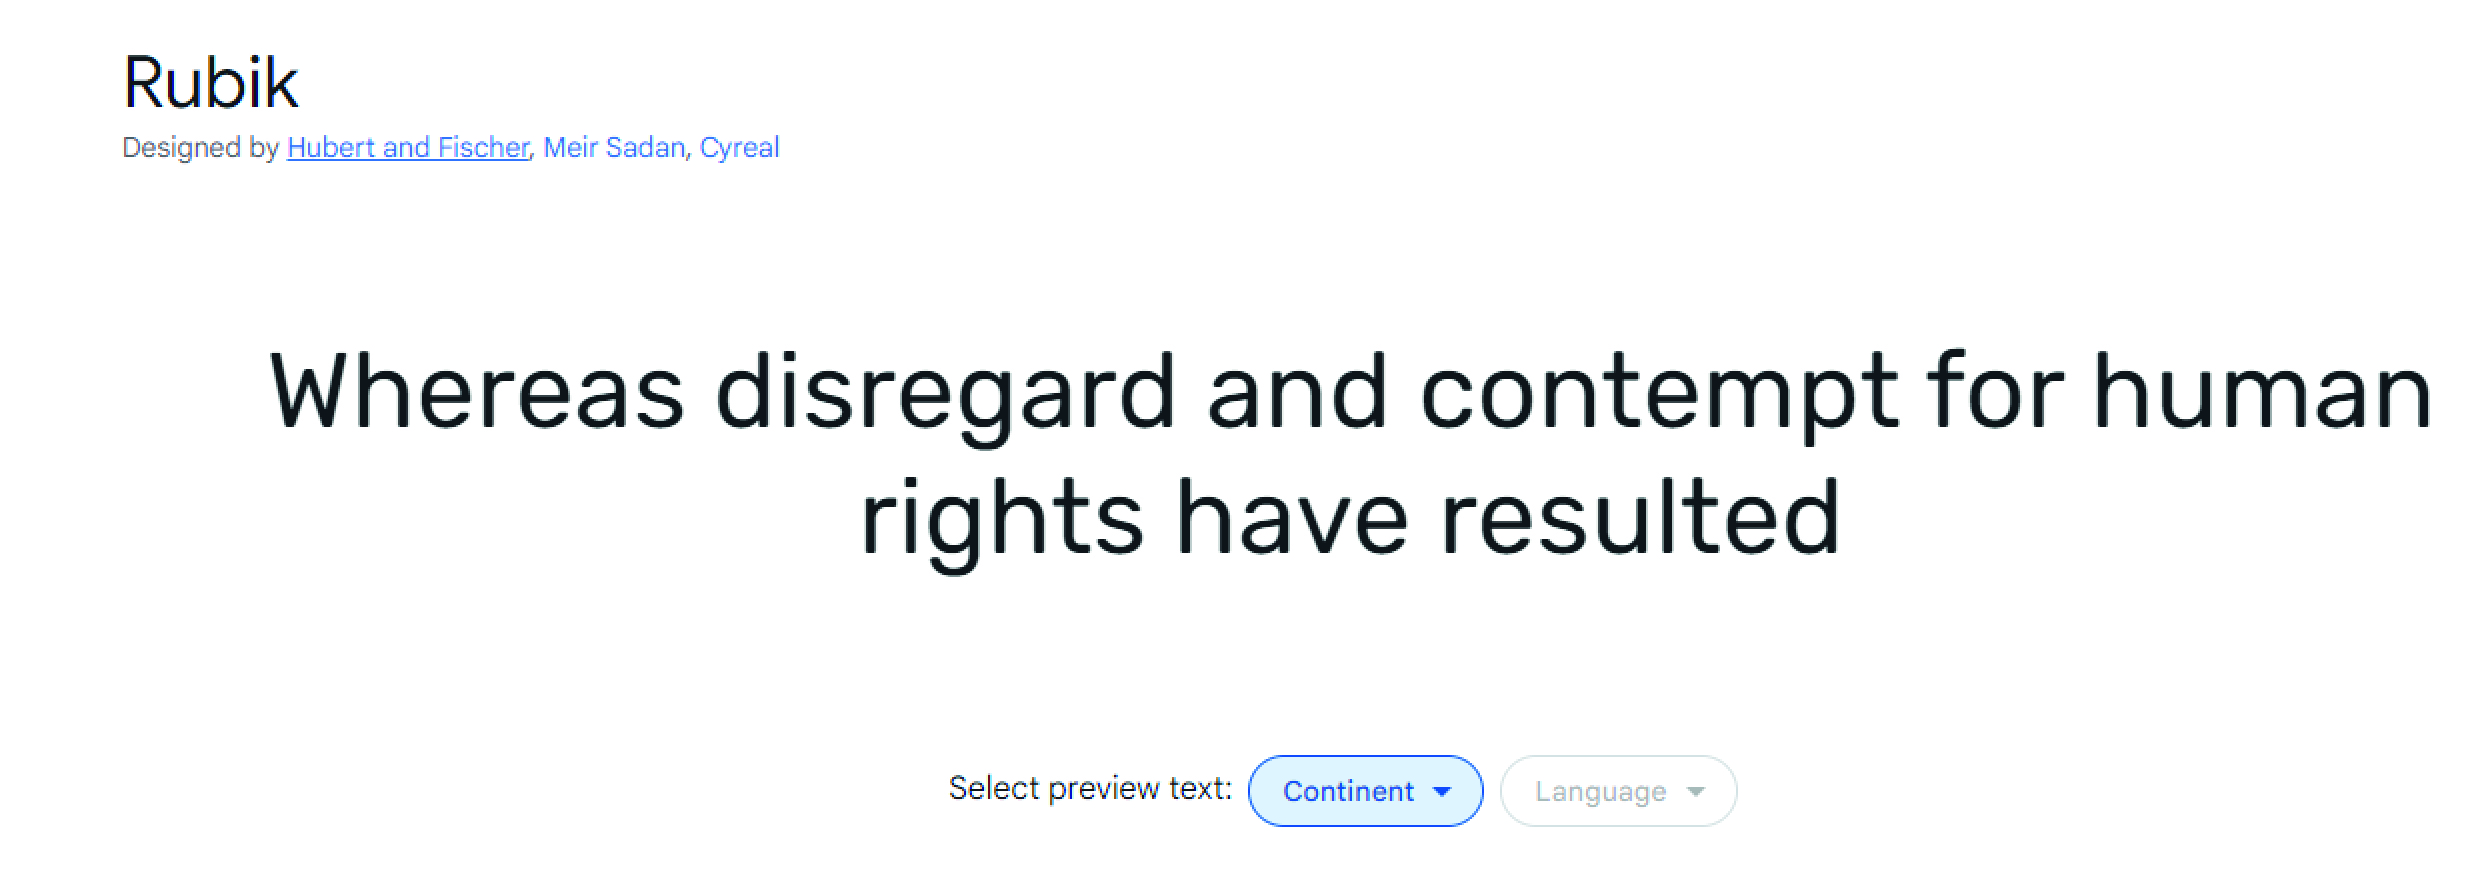 Rubik
Designed by Hubert and Fischer, Meir Sadan, Cyreal
Whereas disregard and contempt for human
rights have resulted
Select preview text: Continent Language